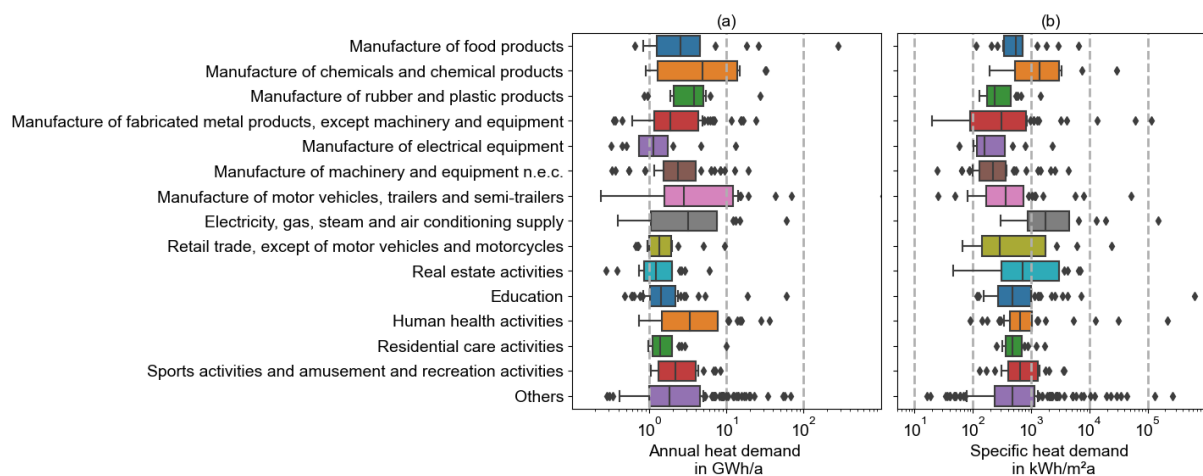 (a)
(b)
Manufacture of food products
Manufacture of chemicals and chemical products
Manufacture of rubber and plastic products
Manufacture of fabricated metal products, except machinery and equipment
Manufacture of electrical equipment
Manufacture of machinery and equipment n.e.c.
Manufacture of motor vehicles, trailers and semi-trailers
Electricity, gas, steam and air conditioning supply
Retail trade, except of motor vehicles and motorcycles
Real estate activities
Education
Human health activities
Residential care activities
Sports activities and amusement and recreation activities
Others
10⁰ 10¹ 10²
Annual heat demand
in GWh/a
10¹ 10² 10³ 10⁴ 10⁵
Specific heat demand
in kWh/m²a